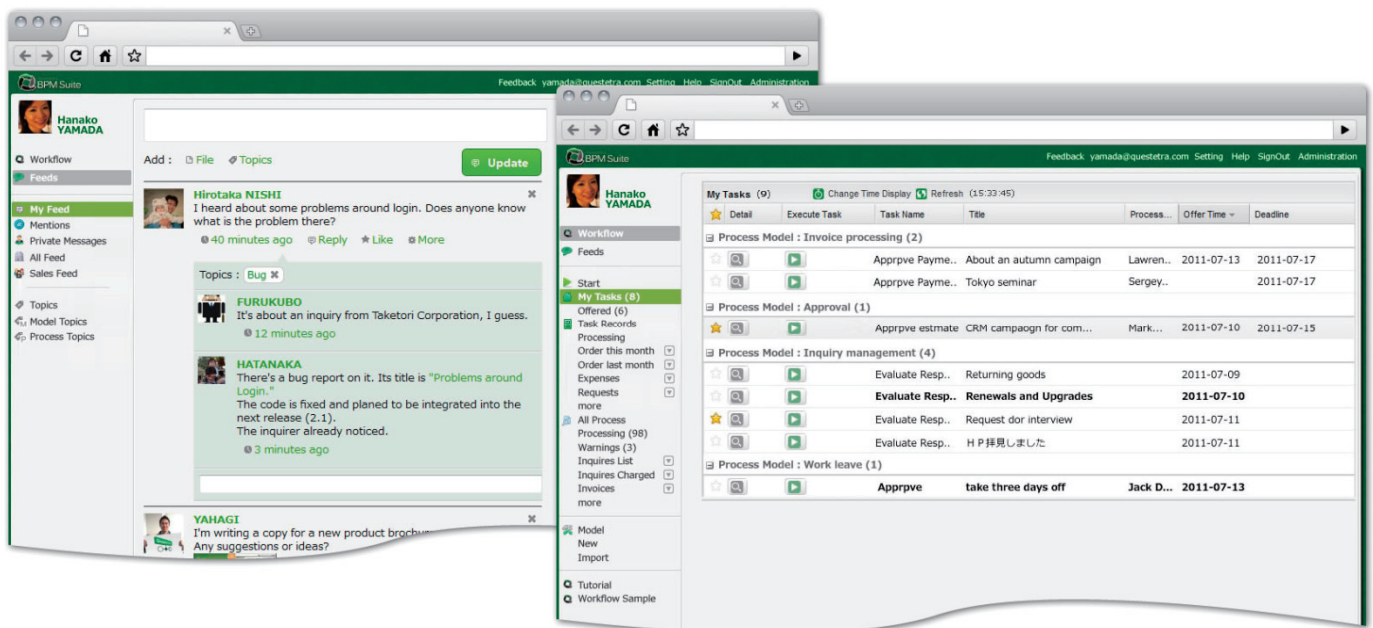 BPM Suite
Feedback yamada@questetra.com Setting Help SignOut Administration
Hanako
YAMADA
Workflow
Feeds
My Feed
Mentions
Private Messages
All Feed
Sales Feed
Topics
Model Topics
Process Topics
Add : File Topics
Update
Hirotaka NISHI
I heard about some problems around login. Does anyone know
what is the problem there?
40 minutes ago Reply Like More
Topics : Bug
FURUKUBO
It's about an inquiry from Taketori Corporation, I guess.
12 minutes ago
HATANAKA
There's a bug report on it. Its title is "Problems around
Login."
The code is fixed and planed to be integrated into the
next release (2.1).
The inquirer already noticed.
3 minutes ago
YAHAGI
I'm writing a copy for a new product
Any suggestions or ideas?
BPM Suite
Feedback yamada@questetra.com Setting Help SignOut Administration
Hanako
YAMADA
Workflow
Feeds
Start
My Tasks (8)
Offered (6)
Task Records
Processing
Order this month
Order last month
Expenses
Requests
more
All Process
Processing (98)
Warnings (3)
Inquires List
Inquires Charged
Invoices
more
Model
New
Import
Tutorial
Workflow Sample
My Tasks (9) Change Time Display Refresh (15:33:45)
Detail Execute Task Task Name Title Process... Offer Time Deadline
Process Model : Invoice processing (2)
Apprpve Payme.. About an autumn campaign Lawren.. 2011-07-13 2011-07-17
Apprpve Payme.. Tokyo seminar Sergey.. 2011-07-17
Process Model : Approval (1)
Apprpve estmate CRM campaogn for com... Mark... 2011-07-10 2011-07-15
Process Model : Inquiry management (4)
Evaluate Resp.. Returning goods 2011-07-09
Evaluate Resp.. Renewals and Upgrades 2011-07-10
Evaluate Resp.. Request dor interview 2011-07-11
Evaluate Resp.. ＨＰ拝見しました 2011-07-11
Process Model : Work leave (1)
Apprpve take three days off Jack D... 2011-07-13